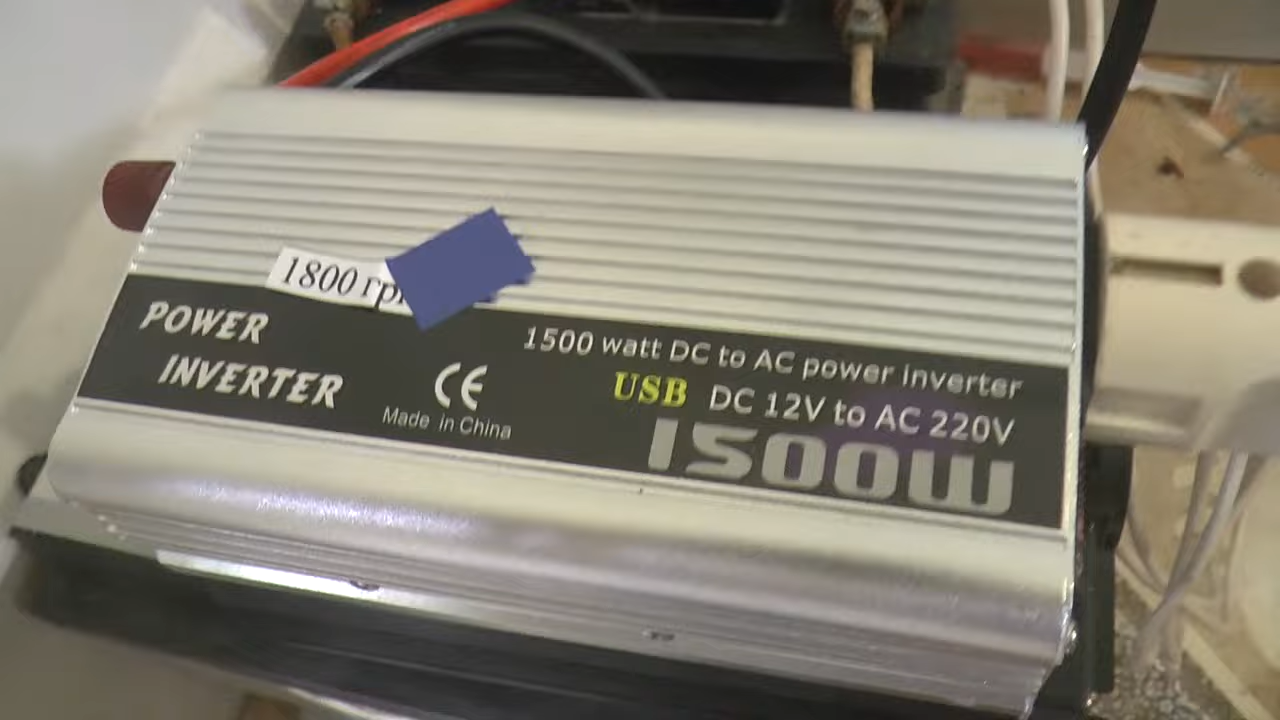 1800
POWER
INVERTER
CE
Made in China
1500 watt DC to AC power inverter
USB DC 12V to AC 220V
1500W